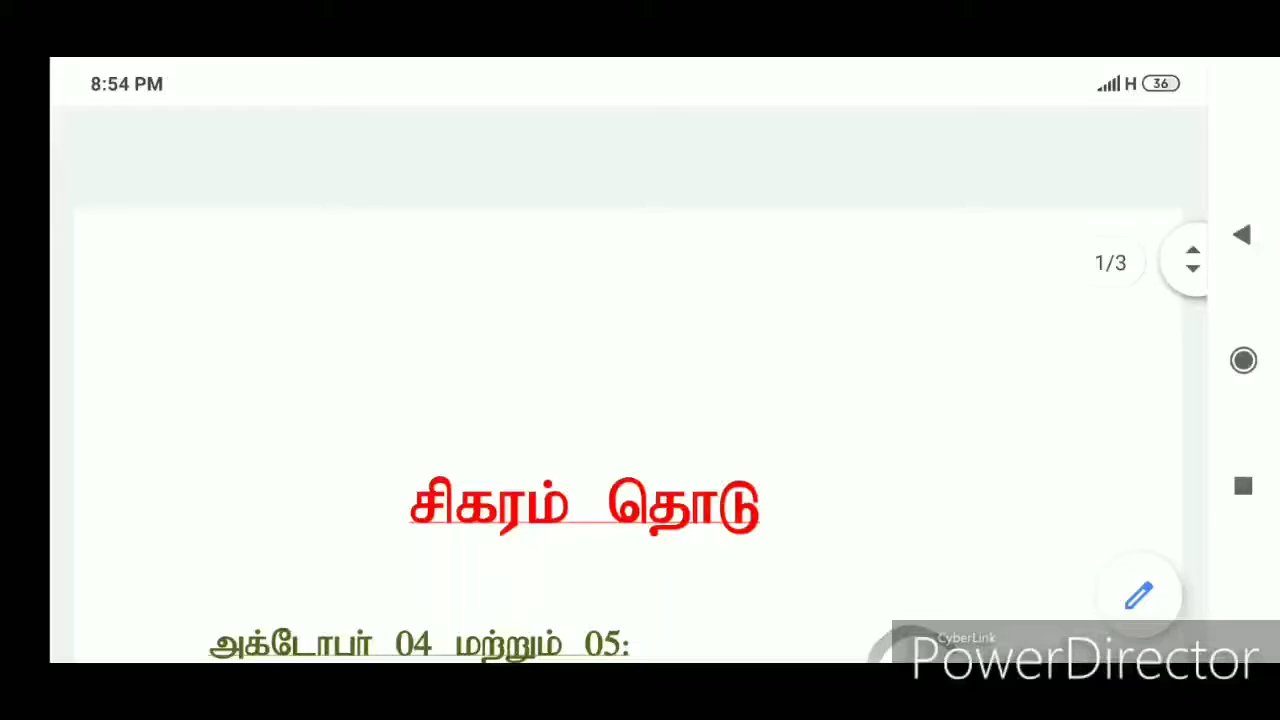 8:54 PM
H 36
1/3
சிகரம் தொடு
அக்டோபர் 04 மற்றும் 05:
CyberLink
PowerDirector